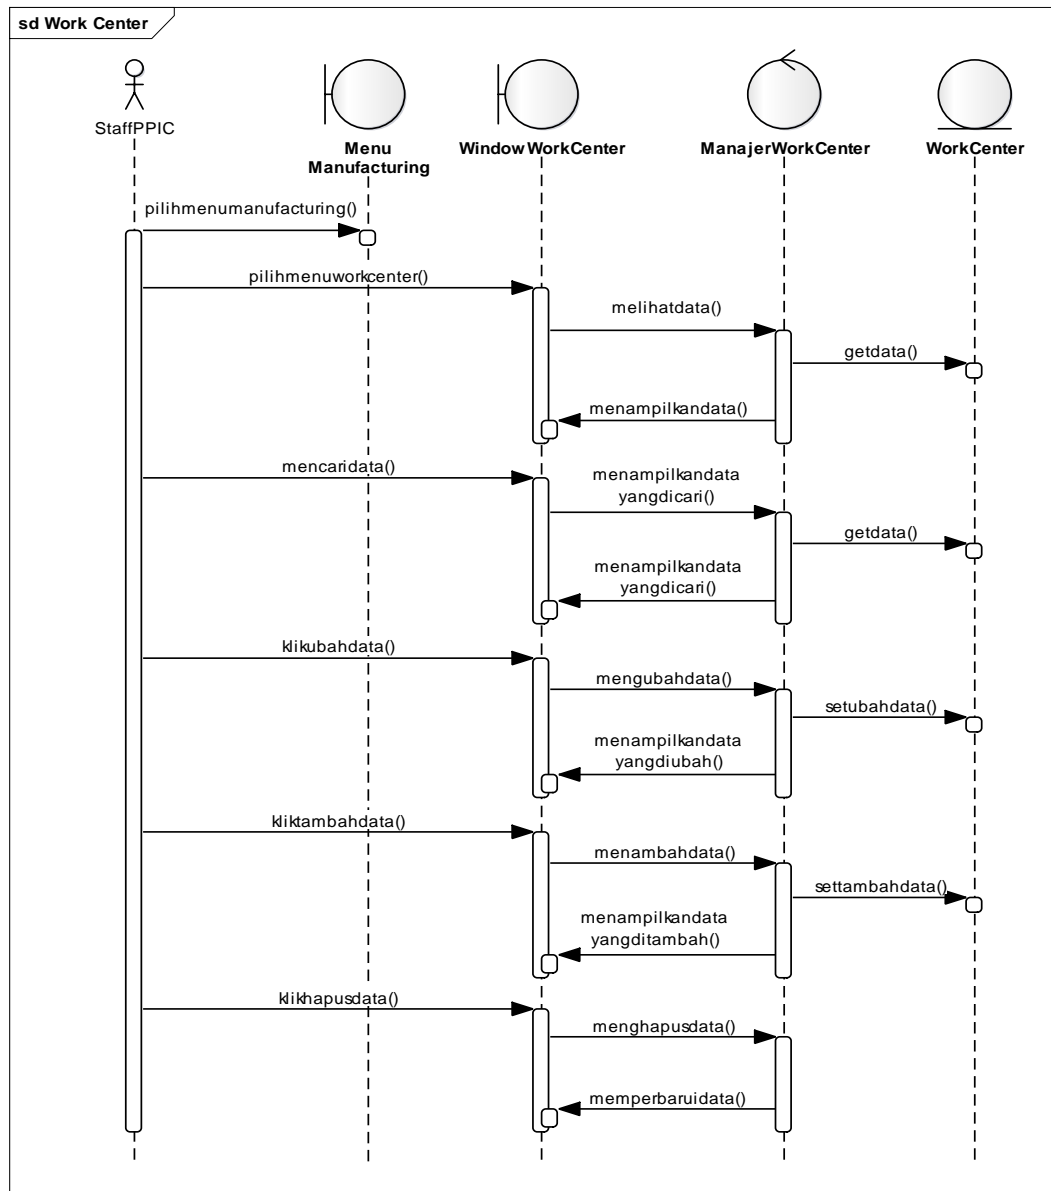 sd Work Center
StaffPPIC
Menu
Manufacturing
WindowWorkCenter
ManajerWorkCenter
WorkCenter
pilihmenumanufacturing()
pilihmenuworkcenter()
melihatdata()
getdata()
menampilkandata()
mencaridata()
menampilkandata
yangdicari()
getdata()
menampilkandata
yangdicari()
klikubahdata()
mengubahdata()
setubahdata()
menampilkandata
yangdiubah()
kliktambahdata()
menambahdata()
settambahdata()
menampilkandata
yangditambah()
klikhapusdata()
menghapusdata()
memperbaruidata()